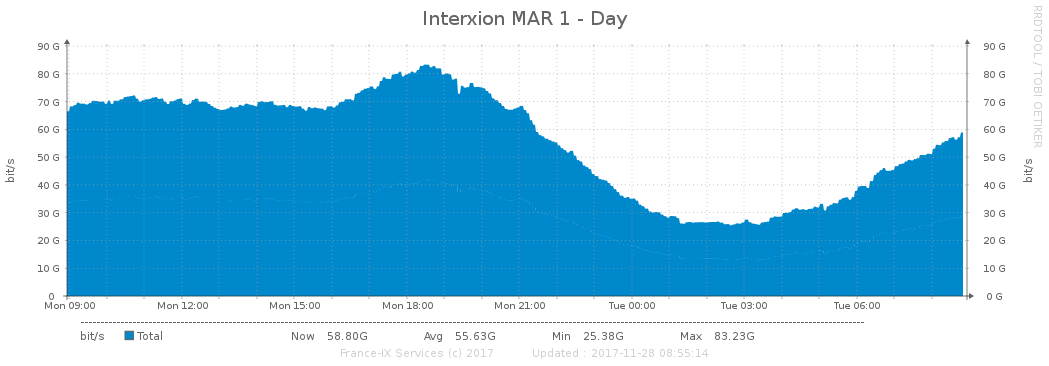 Interxion MAR 1 - Day
RRDTOOL / TOBI OETIKER
90 G 90 G
80 G 80 G
70 G 70 G
60 G 60 G
50 G 50 G
40 G 40 G
30 G 30 G
20 G 20 G
10 G 10 G
0 0 G
bit/s
bit/s
Mon 09:00 Mon 12:00 Mon 15:00 Mon 18:00 Mon 21:00 Tue 00:00 Tue 03:00 Tue 06:00
bit/s Total Now 58.80G Avg 55.63G Min 25.38G Max 83.23G
France-IX Services (c) 2017 Updated : 2017-11-28 08:55:14